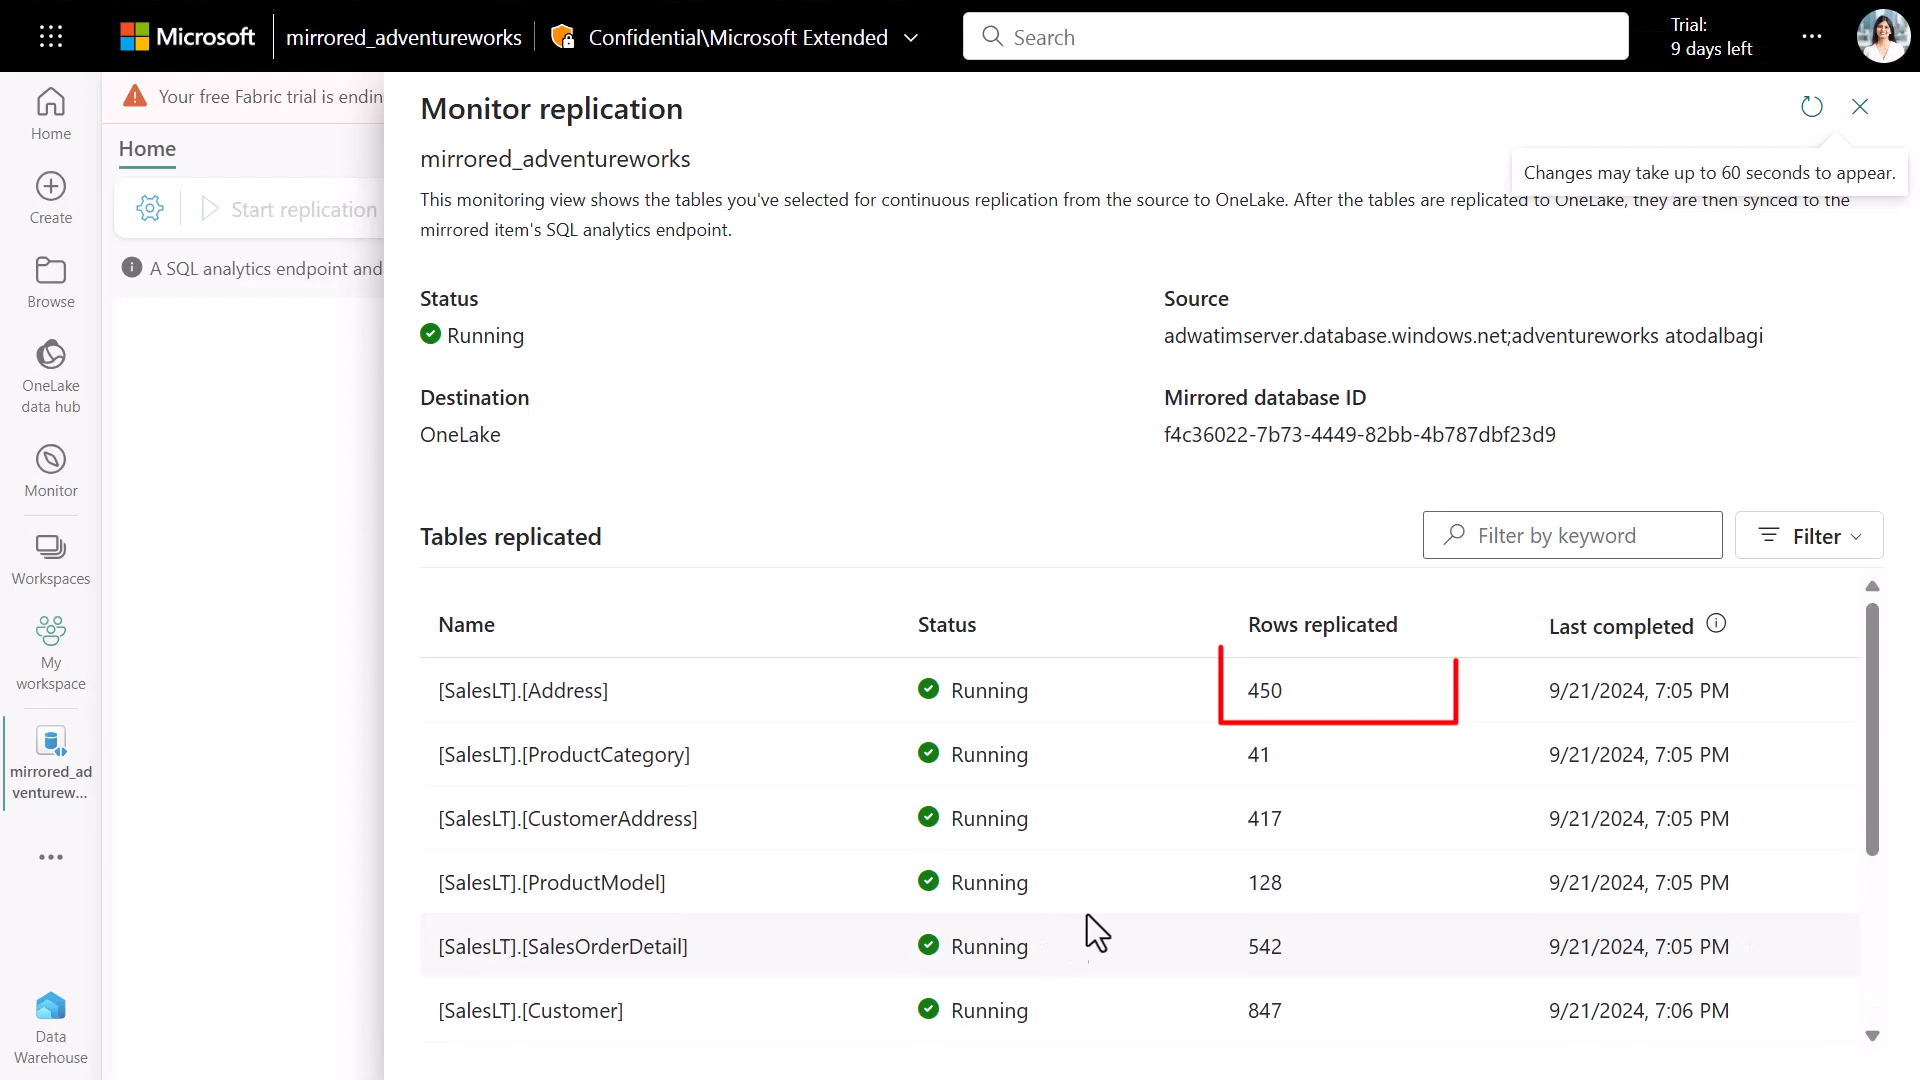 Microsoft
mirrored_adventureworks
Confidential\Microsoft Extended
Search
Trial:
9 days left
Home
Create
Browse
OneLake
data hub
Monitor
Workspaces
My
workspace
mirrored_ad
venturew...
Data
Warehouse
Your free Fabric trial is endin
Home
Start replication
A SQL analytics endpoint and
Monitor replication
mirrored_adventureworks
Changes may take up to 60 seconds to appear.
This monitoring view shows the tables you've selected for continuous replication from the source to OneLake. After the tables are replicated to OneLake, they are then synced to the
mirrored item's SQL analytics endpoint.
Status
Running
Source
adwatimserver.database.windows.net;adventureworks atodalbagi
Destination
OneLake
Mirrored database ID
f4c36022-7b73-4449-82bb-4b787dbf23d9
Tables replicated
Filter by keyword
Filter
Name Status Rows replicated Last completed
[SalesLT].[Address] Running 450 9/21/2024, 7:05 PM
[SalesLT].[ProductCategory] Running 41 9/21/2024, 7:05 PM
[SalesLT].[CustomerAddress] Running 417 9/21/2024, 7:05 PM
[SalesLT].[ProductModel] Running 128 9/21/2024, 7:05 PM
[SalesLT].[SalesOrderDetail] Running 542 9/21/2024, 7:05 PM
[SalesLT].[Customer] Running 847 9/21/2024, 7:06 PM